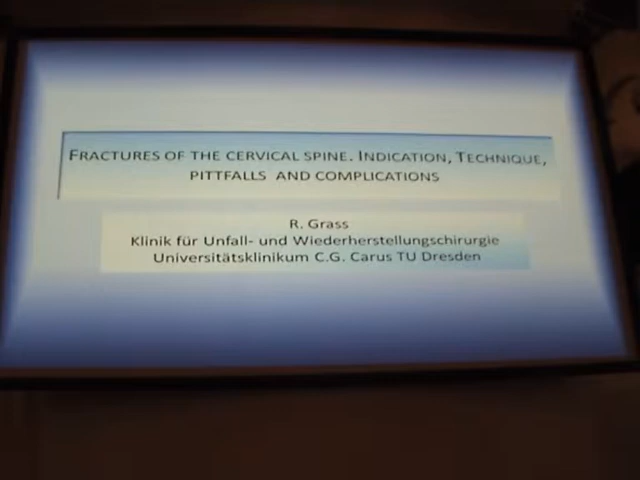 FRACTURES OF THE CERVICAL SPINE. INDICATION, TECHNIQUE,
PITTFALLS AND COMPLICATIONS
R. Grass
Klinik für Unfall- und Wiederherstellungschirurgie
Universitätsklinikum C.G. Carus TU Dresden